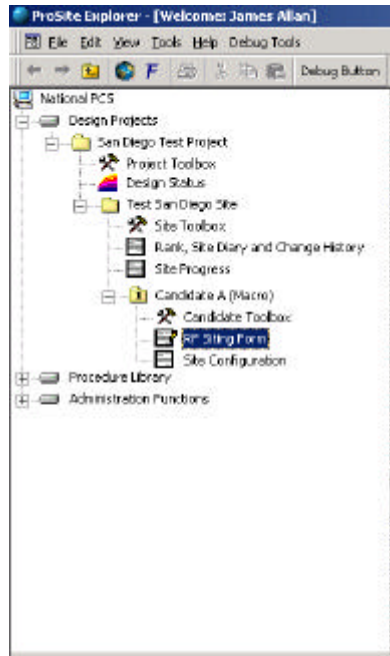 ProSite Explorer - [Welcome: James Allan]
File Edit View Tools Help Debug Tools
F Debug Button
National PCS
Design Projects
San Diego Test Project
Project Toolbox
Design Status
Test San Diego Site
Site Toolbox
Rank, Site Diary and Change History
Site Progress
Candidate A (Macro)
Candidate Toolbox
RF Siting Form
Site Configuration
Procedure Library
Administration Functions